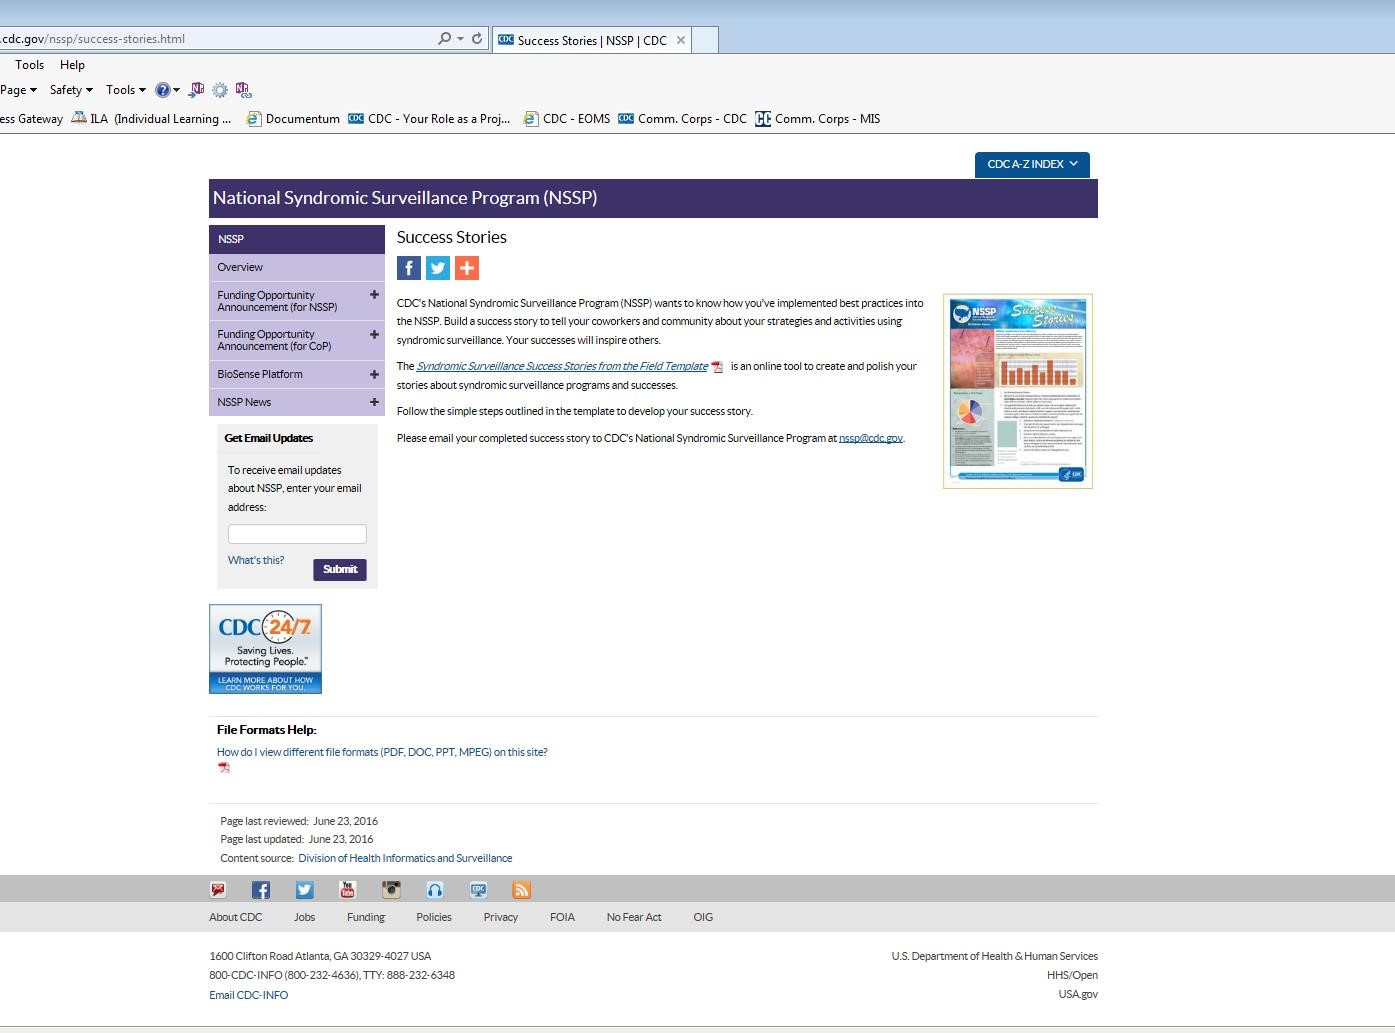 .cdc.gov/nssp/success-stories.html
CDC Success Stories | NSSP | CDC
Tools Help
Page Safety Tools
ess Gateway ILA (Individual Learning ... Documentum CDC CDC - Your Role as a Proj... CDC - EOMS CDC Comm. Corps - CDC CC Comm. Corps - MIS
CDC A-Z INDEX
National Syndromic Surveillance Program (NSSP)
NSSP
Overview
Funding Opportunity
Announcement (for NSSP)
Funding Opportunity
Announcement (for CoP)
BioSense Platform
NSSP News
Get Email Updates
To receive email updates
about NSSP, enter your email
address:
What's this?
Submit
CDC 24/7
Saving Lives.
Protecting People.™
LEARN MORE ABOUT HOW
CDC WORKS FOR YOU.
Success Stories
CDC's National Syndromic Surveillance Program (NSSP) wants to know how you've implemented best practices into
the NSSP. Build a success story to tell your coworkers and community about your strategies and activities using
syndromic surveillance. Your successes will inspire others.
The Syndromic Surveillance Success Stories from the Field Template is an online tool to create and polish your
stories about syndromic surveillance programs and successes.
Follow the simple steps outlined in the template to develop your success story.
Please email your completed success story to CDC's National Syndromic Surveillance Program at nssp@cdc.gov.
NSSP
Success
Stories
CDC
File Formats Help:
How do I view different file formats (PDF, DOC, PPT, MPEG) on this site?
Page last reviewed: June 23, 2016
Page last updated: June 23, 2016
Content source: Division of Health Informatics and Surveillance
You Tube CDC
About CDC Jobs Funding Policies Privacy FOIA No Fear Act OIG
1600 Clifton Road Atlanta, GA 30329-4027 USA
800-CDC-INFO (800-232-4636), TTY: 888-232-6348
Email CDC-INFO
U.S. Department of Health & Human Services
HHS/Open
USA.gov